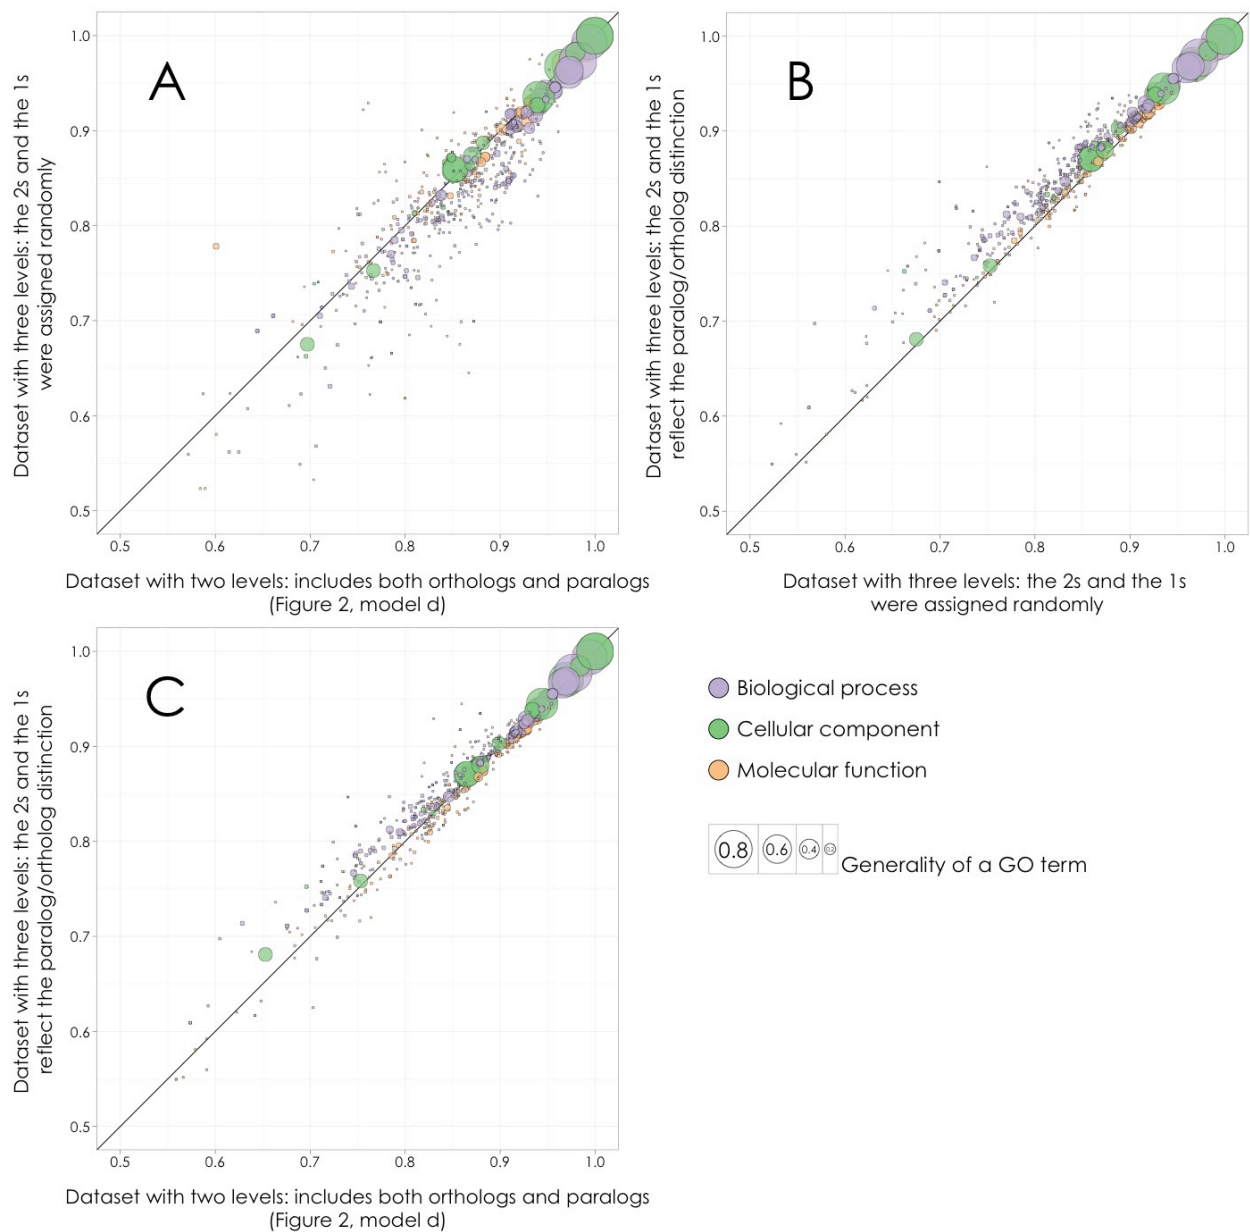 A
Dataset with three levels: the 2s and the 1s
were assigned randomly
1.0
0.9
0.8
0.7
0.6
0.5
0.5 0.6 0.7 0.8 0.9 1.0
Dataset with two levels: includes both orthologs and paralogs
(Figure 2, model d)
B
Dataset with three levels: the 2s and the 1s
reflect the paralog/ortholog distinction
1.0
0.9
0.8
0.7
0.6
0.5
0.5 0.6 0.7 0.8 0.9 1.0
Dataset with three levels: the 2s and the 1s
were assigned randomly
C
Dataset with three levels: the 2s and the 1s
reflect the paralog/ortholog distinction
1.0
0.9
0.8
0.7
0.6
0.5
0.5 0.6 0.7 0.8 0.9 1.0
Dataset with two levels: includes both orthologs and paralogs
(Figure 2, model d)
Biological process
Cellular component
Molecular function
0.8 0.6 0.4 0.2 Generality of a GO term